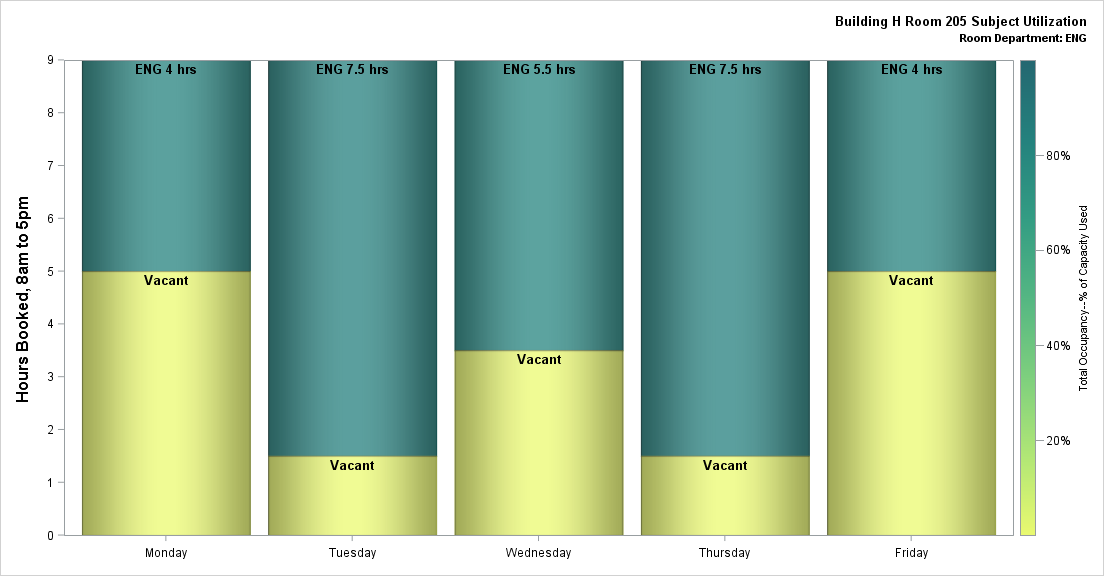 Building H Room 205 Subject Utilization
Room Department: ENG
ENG 4 hrs
ENG 7.5 hrs
ENG 5.5 hrs
ENG 7.5 hrs
ENG 4 hrs
Vacant
Vacant
Vacant
Vacant
Vacant
Hours Booked, 8am to 5pm
9
8
7
6
5
4
3
2
1
0
Monday
Tuesday
Wednesday
Thursday
Friday
80%
60%
40%
20%
Total Occupancy--% of Capacity Used